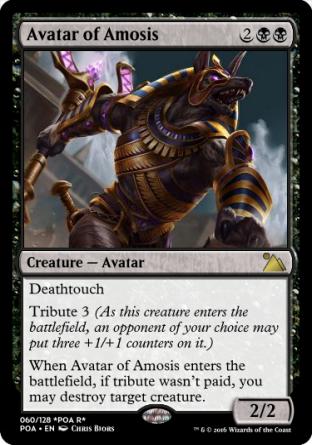 Avatar of Amosis 2
Creature — Avatar
Deathtouch
Tribute 3 (As this creature enters the
battlefield, an opponent of your choice may
put three +1/+1 counters on it.)
When Avatar of Amosis enters the
battlefield, if tribute wasn't paid, you
may destroy target creature.
2/2
060/128 *POA R*
POA • EN Chris Bjors ™ & © 2016 Wizards of the Coast